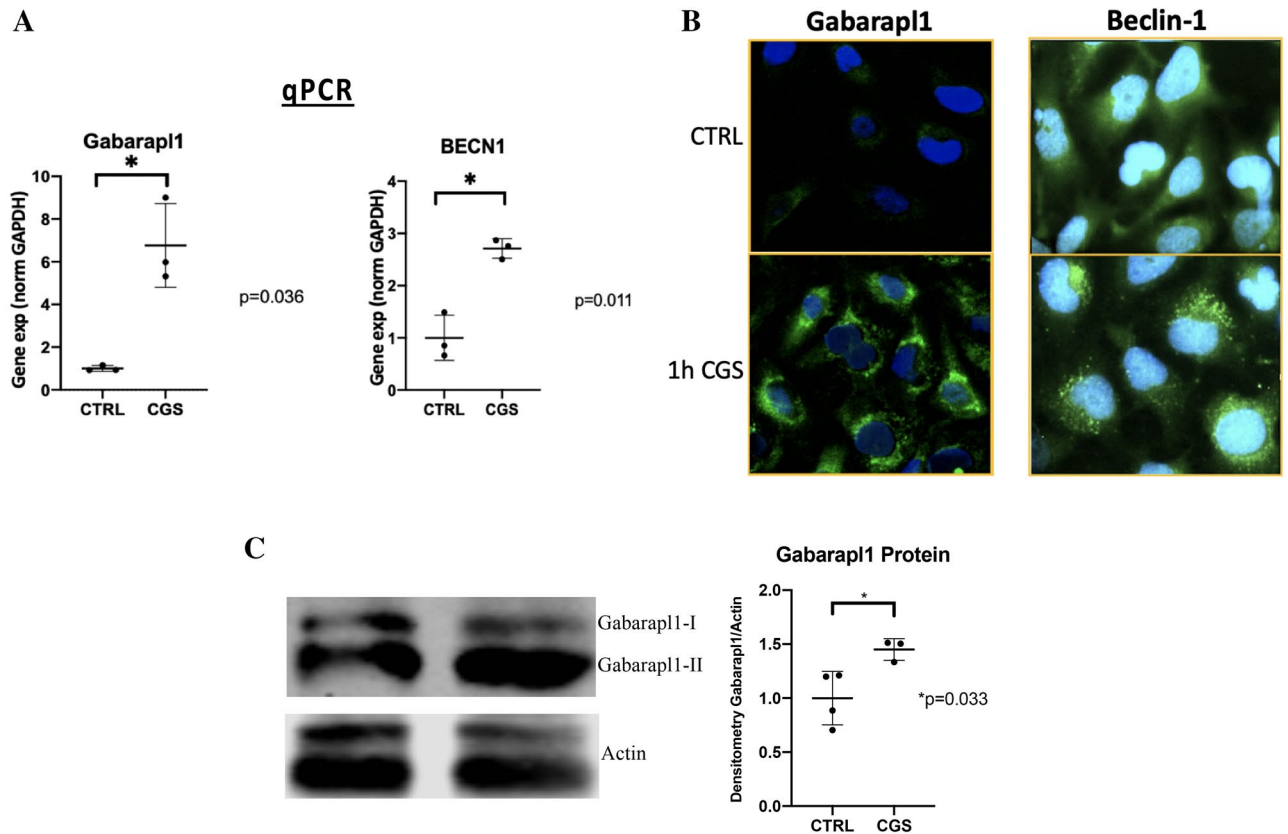 A
qPCR
Gabarapl1
*
Gene exp (norm GAPDH)
10
8
6
4
2
0
CTRL
CGS
p=0.036
BECN1
*
Gene exp (norm GAPDH)
4
3
2
1
0
CTRL
CGS
p=0.011
B
Gabarapl1
Beclin-1
CTRL
1h CGS
C
Gabarapl1-I
Gabarapl1-II
Actin
Gabarapl1 Protein
Densitometry Gabarapl1/Actin
2.0
1.5
1.0
0.5
0.0
*
CTRL
CGS
*p=0.033